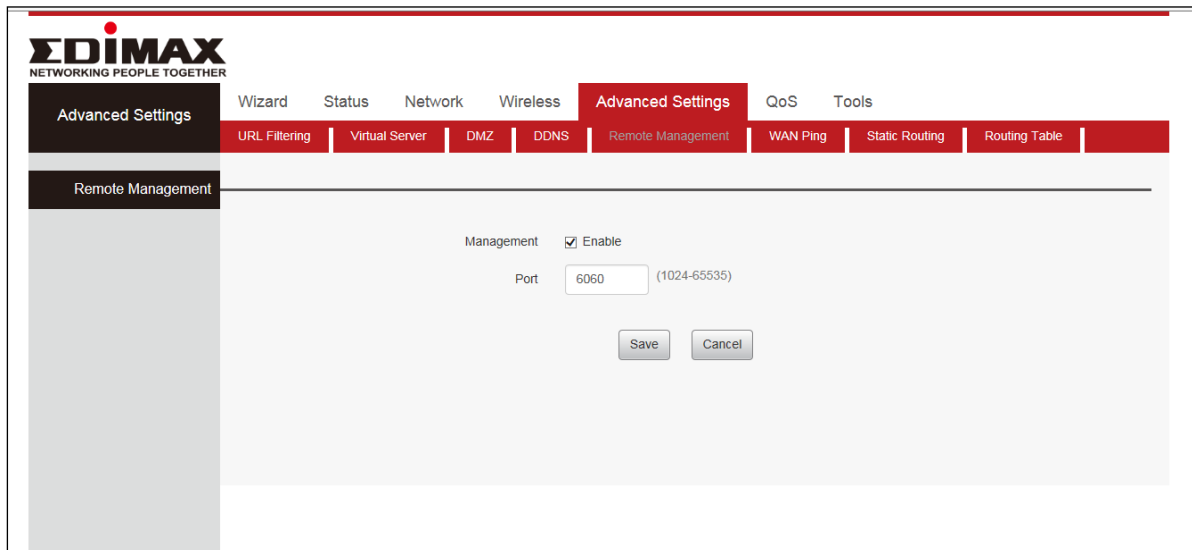 EDIMAX
NETWORKING PEOPLE TOGETHER
Advanced Settings
Wizard Status Network Wireless Advanced Settings QoS Tools
URL Filtering Virtual Server DMZ DDNS Remote Management WAN Ping Static Routing Routing Table
Remote Management
Management Enable
Port 6060 (1024-65535)
Save Cancel